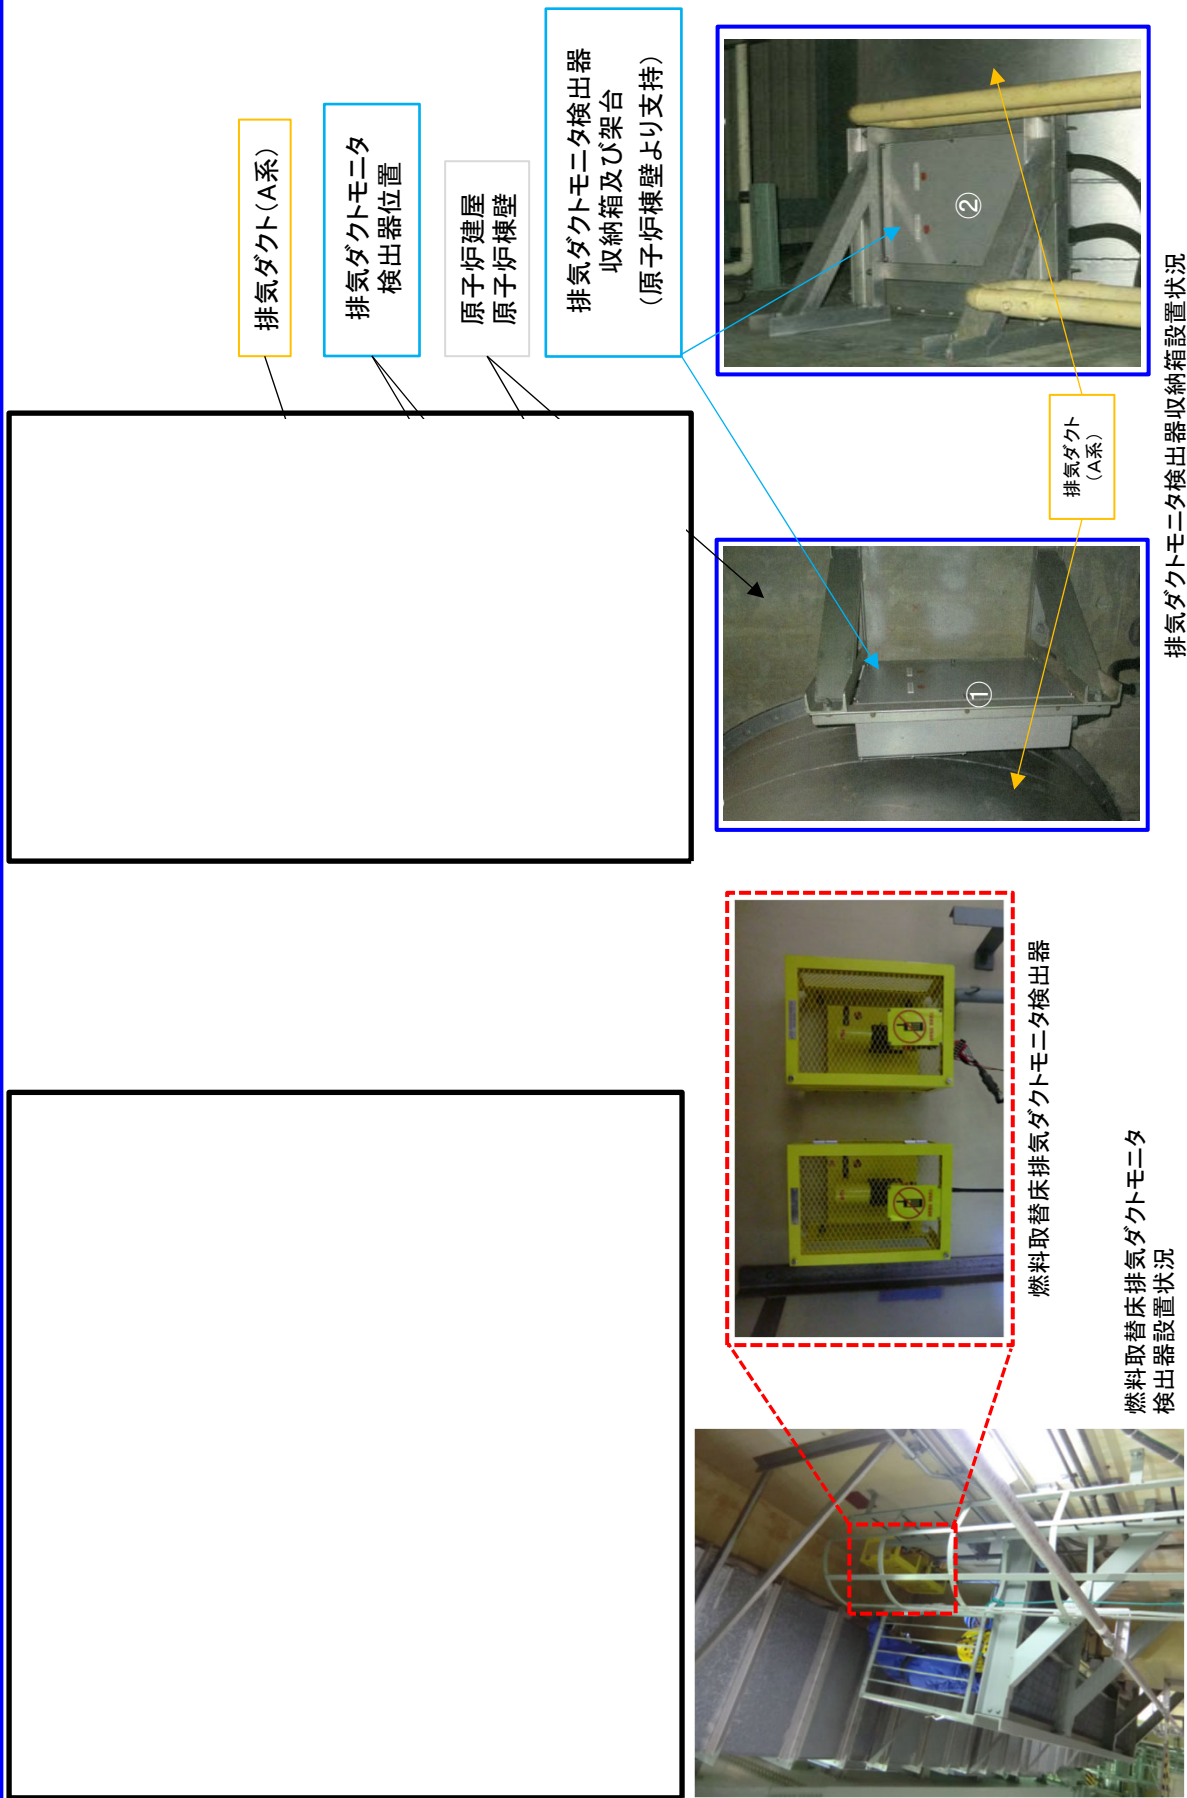 排気ダクト（A系）
排気ダクトモニタ
検出器位置
原子炉建屋
原子炉棟壁
排気ダクトモニタ検出器
収納箱及び架台
（原子炉棟壁より支持）
①
②
排気ダクト
（A系）
排気ダクトモニタ検出器収納箱設置状況
燃料取替床排気ダクトモニタ検出器
燃料取替床排気ダクトモニタ
検出器設置状況